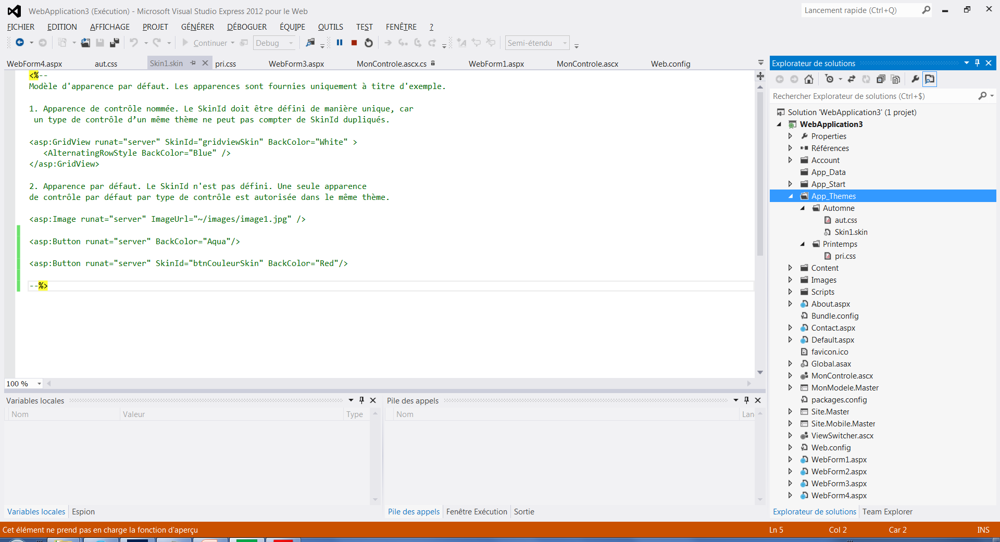 WebApplication3 (Exécution) - Microsoft Visual Studio Express 2012 pour le Web
Lancement rapide (Ctrl+Q)
FICHIER EDITION AFFICHAGE PROJET GÉNÉRER DÉBOGUER ÉQUIPE OUTILS TEST FENÊTRE ?
Continuer Debug Semi-étendu
WebForm4.aspx aut.css Skin1.skin pri.css WebForm3.aspx MonControle.ascx.cs WebForm1.aspx MonControle.ascx Web.config
<%--
Modèle d'apparence par défaut. Les apparences sont fournies uniquement à titre d'exemple.
1. Apparence de contrôle nommée. Le SkinId doit être défini de manière unique, car
un type de contrôle d’un même thème ne peut pas compter de SkinId dupliqués.
<asp:GridView runat="server" SkinId="gridviewSkin" BackColor="White" >
<AlternatingRowStyle BackColor="Blue" />
</asp:GridView>
2. Apparence par défaut. Le SkinId n'est pas défini. Une seule apparence
de contrôle par défaut par type de contrôle est autorisée dans le même thème.
<asp:Image runat="server" ImageUrl="~/images/image1.jpg" />
<asp:Button runat="server" BackColor="Aqua"/>
<asp:Button runat="server" SkinId="btnCouleurSkin" BackColor="Red"/>
--%>
100 %
Variables locales
Nom Valeur Type
Variables locales Espion
Pile des appels
Nom Lan
Pile des appels Fenêtre Exécution Sortie
Explorateur de solutions
Rechercher Explorateur de solutions (Ctrl+$)
Solution 'WebApplication3' (1 projet)
WebApplication3
Properties
Références
Account
App_Data
App_Start
App_Themes
Automne
aut.css
Skin1.skin
Printemps
pri.css
Content
Images
Scripts
About.aspx
Bundle.config
Contact.aspx
Default.aspx
favicon.ico
Global.asax
MonControle.ascx
MonModele.Master
packages.config
Site.Master
Site.Mobile.Master
ViewSwitcher.ascx
Web.config
WebForm1.aspx
WebForm2.aspx
WebForm3.aspx
WebForm4.aspx
Explorateur de solutions Team Explorer
Cet élément ne prend pas en charge la fonction d'aperçu
Ln 5 Col 2 Car 2 INS